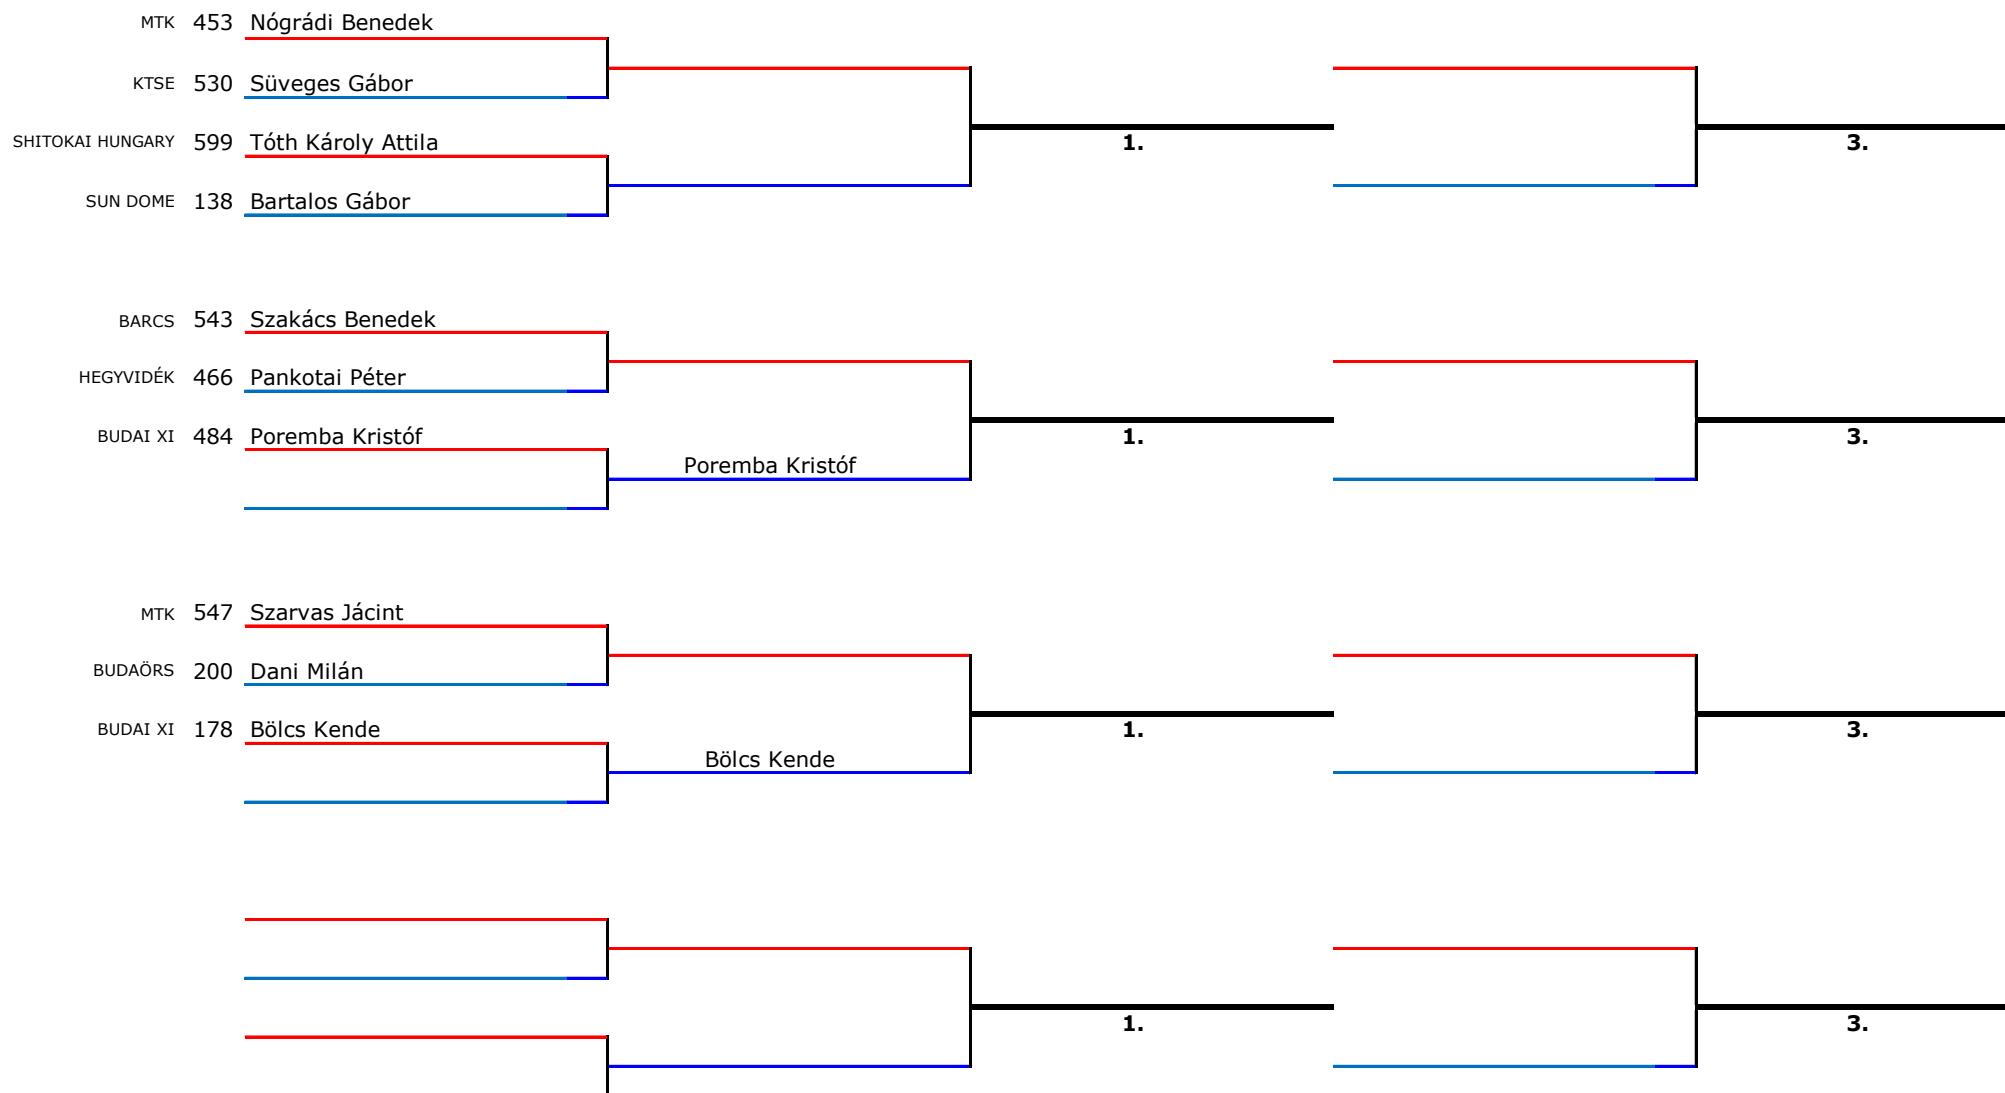 MTK 453 Nógrádi Benedek
KTSE 530 Süveges Gábor
SHITOKAI HUNGARY 599 Tóth Károly Attila 1. 3.
SUN DOME 138 Bartalos Gábor
BARCS 543 Szakács Benedek
HEGYVIDÉK 466 Pankotai Péter
BUDAI XI 484 Poremba Kristóf 1. 3.
Poremba Kristóf
MTK 547 Szarvas Jácint
BUDAÖRS 200 Dani Milán
BUDAI XI 178 Bölcs Kende 1. 3.
Bölcs Kende
1. 3.